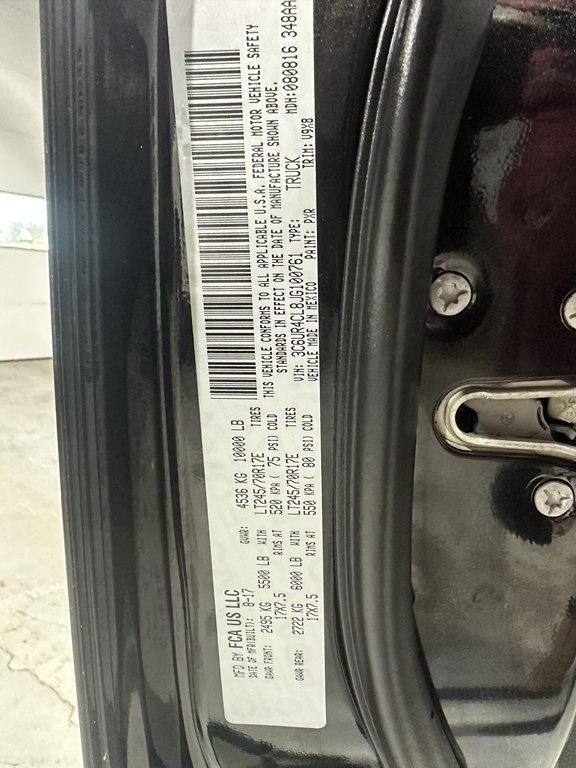 MFD BY FCA US LLC
DATE OF MFR(BUILT): 8-17 GVWR: 4536 KG 10000 LB
GAWR FRONT: 2495 KG 5500 LB WITH LT245/70R17E TIRES
17X7.5 RIMS AT 520 KPA ( 75 PSI) COLD
GAWR REAR: 2722 KG 6000 LB WITH LT245/70R17E TIRES
17X7.5 RIMS AT 550 KPA ( 80 PSI) COLD
THIS VEHICLE CONFORMS TO ALL APPLICABLE U.S.A. FEDERAL MOTOR VEHICLE SAFETY
STANDARDS IN EFFECT ON THE DATE OF MANUFACTURE SHOWN ABOVE.
VIN: 3C6UR4CL8JG100761 TYPE: TRUCK MDH:080816 348AA
VEHICLE MADE IN MEXICO PAINT: PXR TRIM: V9X8